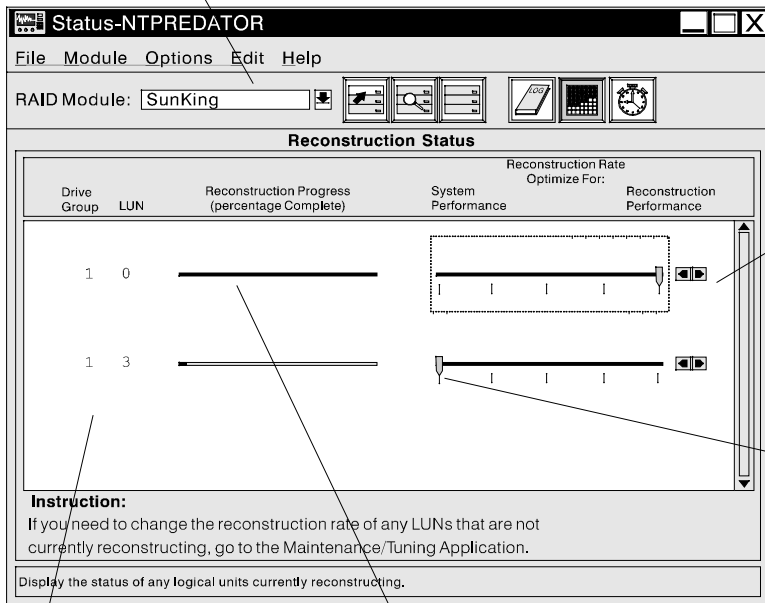 Status-NTPREDATOR
File Module Options Edit Help
RAID Module: SunKing
LOG
Reconstruction Status
Reconstruction Rate
Optimize For:
Drive Group LUN
Reconstruction Progress (percentage Complete)
System Performance
Reconstruction Performance
1 0
1 3
Instruction:
If you need to change the reconstruction rate of any LUNs that are not
currently reconstructing, go to the Maintenance/Tuning Application.
Display the status of any logical units currently reconstructing.